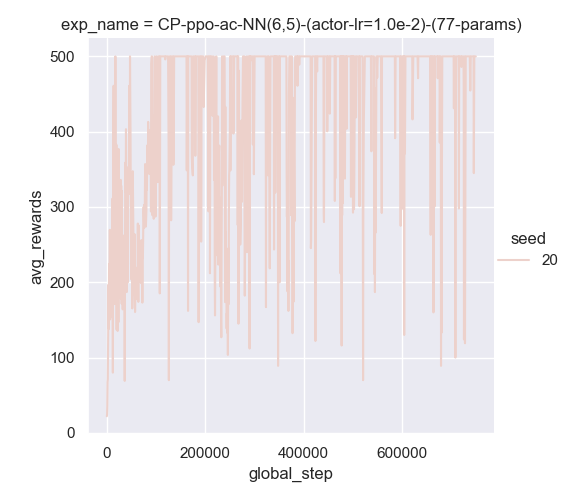 exp_name = CP-ppo-ac-NN(6,5)-(actor-lr=1.0e-2)-(77-params)
500
400
300
200
100
0
avg_rewards
0 200000 400000 600000
global_step
seed
20